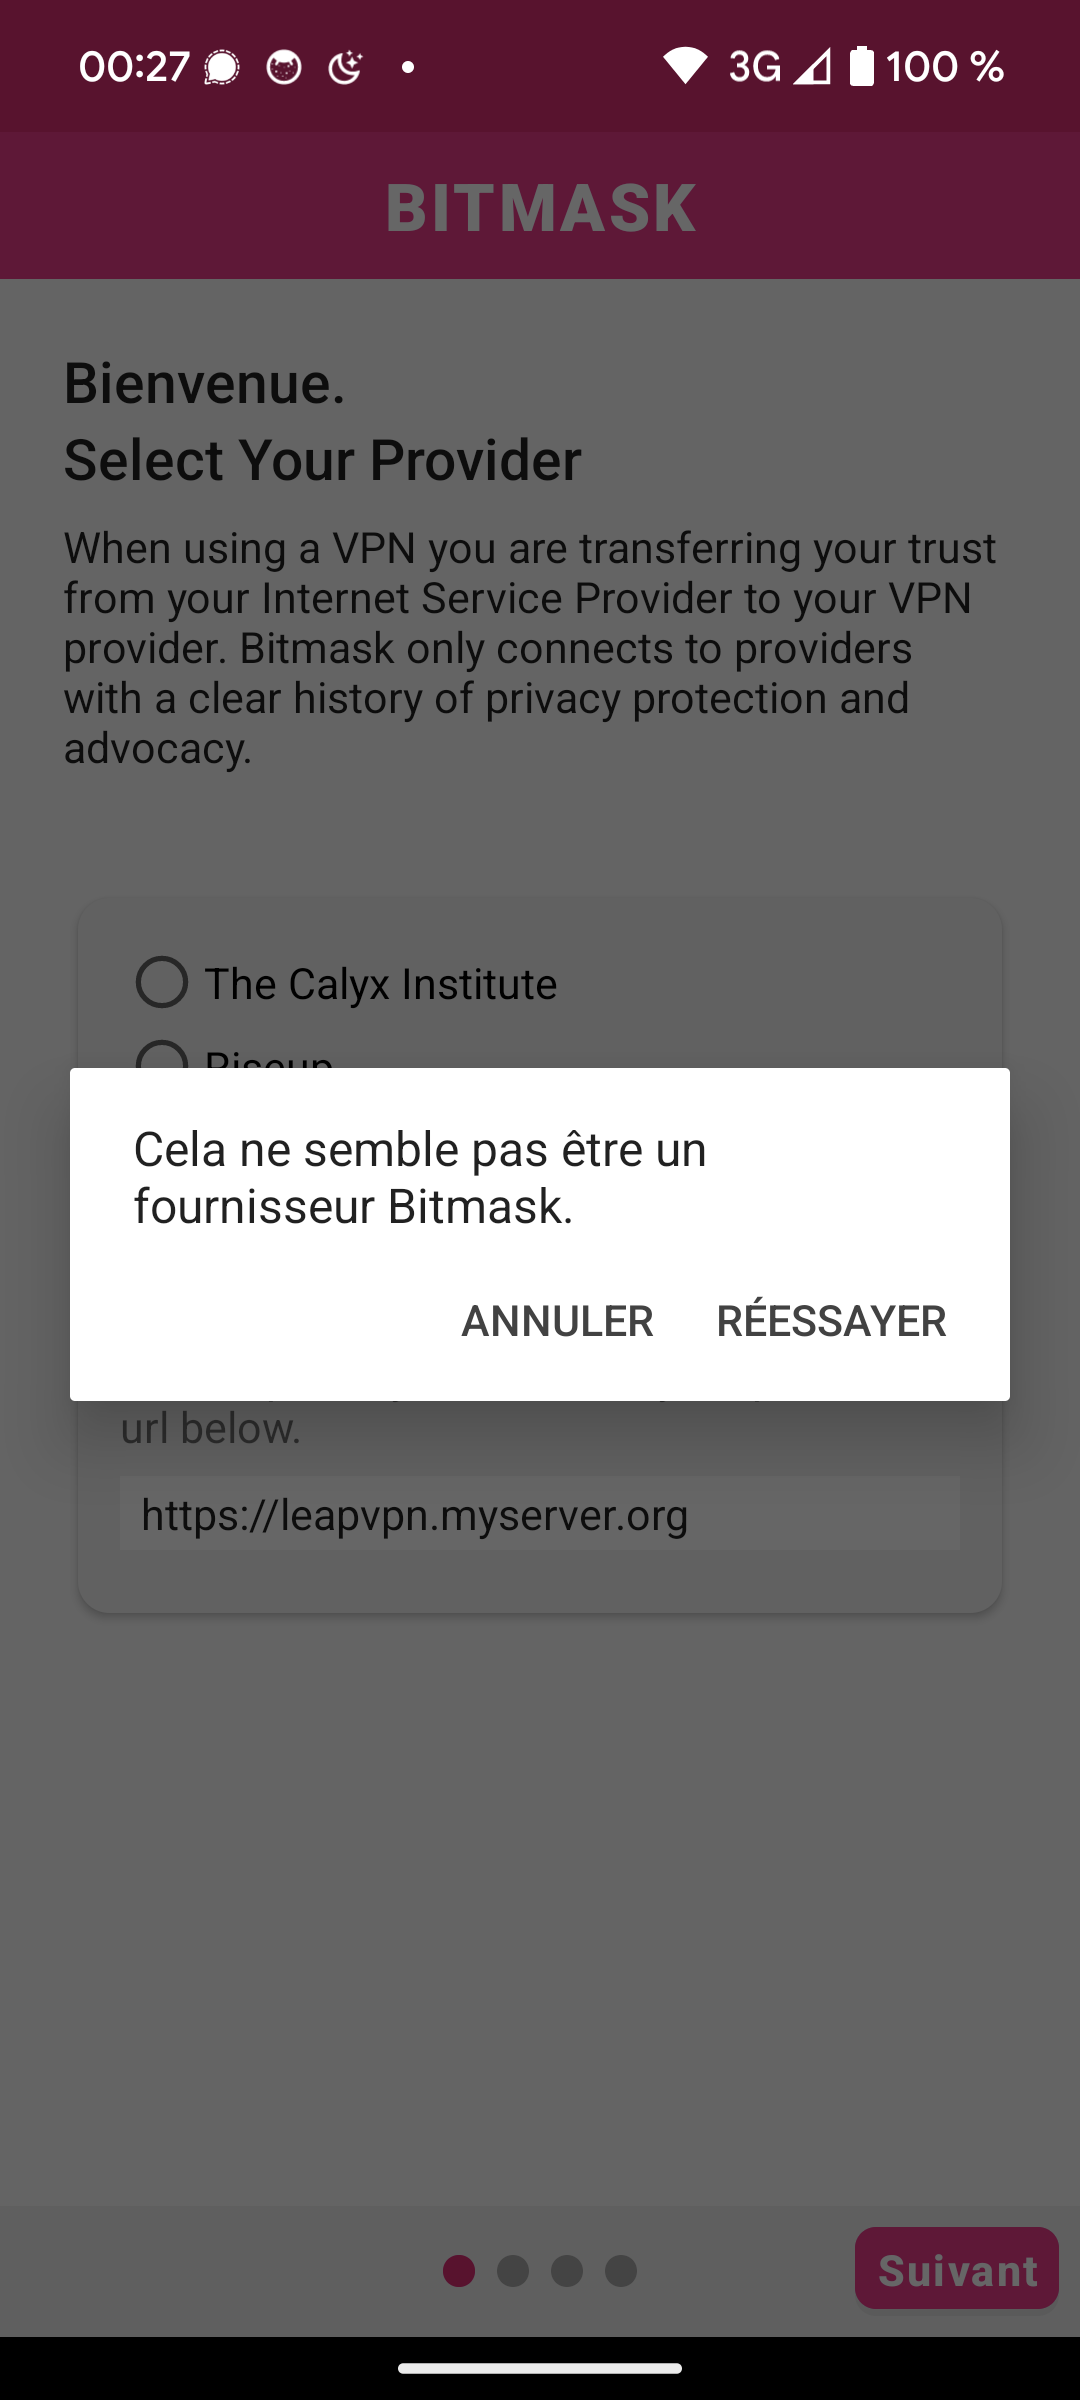 00:27
3G 100 %
BITMASK
Bienvenue.
Select Your Provider
When using a VPN you are transferring your trust
from your Internet Service Provider to your VPN
provider. Bitmask only connects to providers
with a clear history of privacy protection and
advocacy.
The Calyx Institute
Riseup
Cela ne semble pas être un
fournisseur Bitmask.
ANNULER RÉESSAYER
url below.
https://leapvpn.myserver.org
Suivant